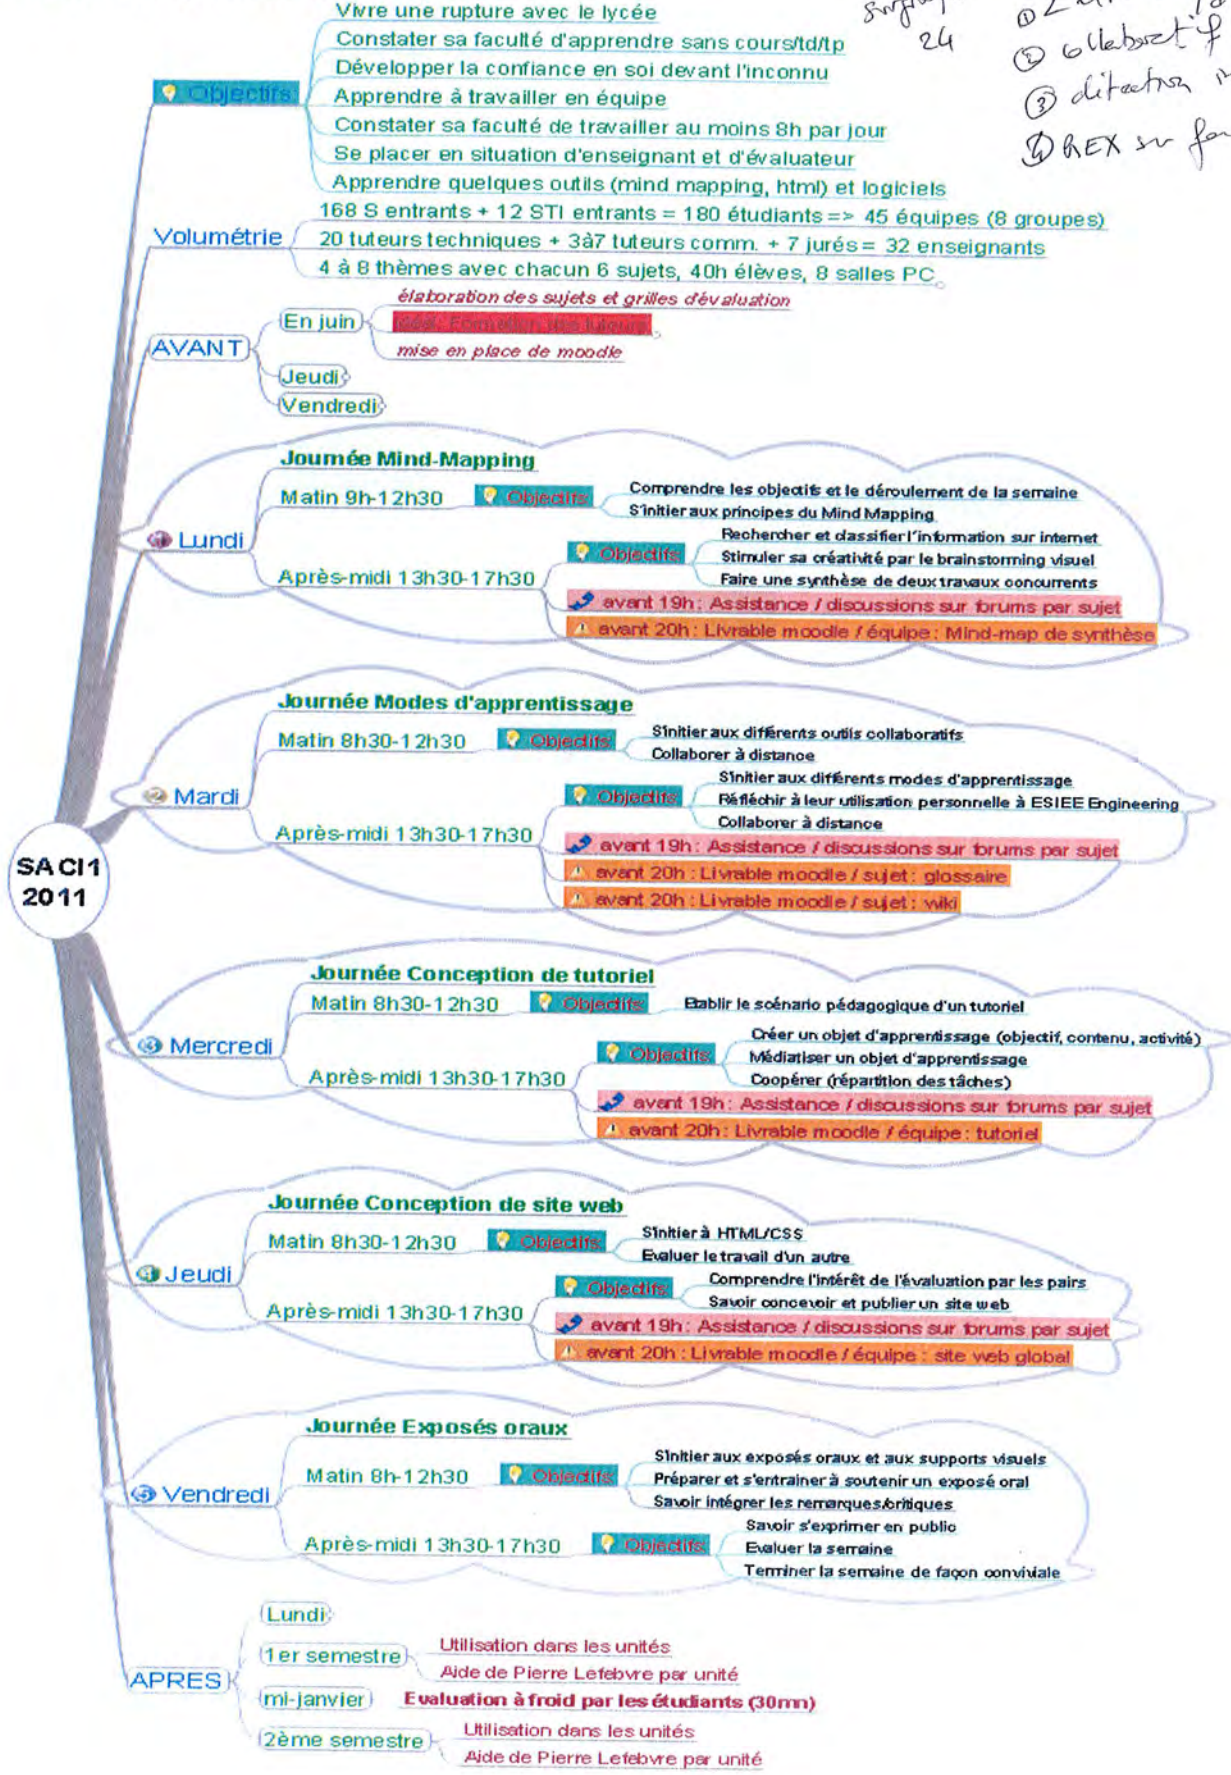 24
② collaboratif
③
④ REX sur
Vivre une rupture avec le lycée
Constater sa faculté d'apprendre sans cours/td/tp
Développer la confiance en soi devant l'inconnu
Objectifs
Apprendre à travailler en équipe
Constater sa faculté de travailler au moins 8h par jour
Se placer en situation d'enseignant et d'évaluateur
Apprendre quelques outils (mind mapping, html) et logiciels
Volumétrie
168 S entrants + 12 STI entrants = 180 étudiants => 45 équipes (8 groupes)
20 tuteurs techniques + 3à7 tuteurs comm. + 7 jurés = 32 enseignants
4 à 8 thèmes avec chacun 6 sujets, 40h élèves, 8 salles PC
AVANT
En juin
élaboration des sujets et grilles d'évaluation
Formation des tuteurs
mise en place de moodle
Jeudi
Vendredi
SACI1
2011
Lundi
Journée Mind-Mapping
Matin 9h-12h30
Objectifs
Comprendre les objectifs et le déroulement de la semaine
S'initier aux principes du Mind Mapping
Après-midi 13h30-17h30
Objectifs
Rechercher et classifier l'information sur internet
Stimuler sa créativité par le brainstorming visuel
Faire une synthèse de deux travaux concurrents
avant 19h : Assistance / discussions sur forums par sujet
avant 20h : Livrable moodle / équipe : Mind-map de synthèse
Mardi
Journée Modes d'apprentissage
Matin 8h30-12h30
Objectifs
S'initier aux différents outils collaboratifs
Collaborer à distance
Après-midi 13h30-17h30
Objectifs
S'initier aux différents modes d'apprentissage
Réfléchir à leur utilisation personnelle à ESIEE Engineering
Collaborer à distance
avant 19h : Assistance / discussions sur forums par sujet
avant 20h : Livrable moodle / sujet : glossaire
avant 20h : Livrable moodle / sujet : wiki
Mercredi
Journée Conception de tutoriel
Matin 8h30-12h30
Objectifs
Etablir le scénario pédagogique d'un tutoriel
Après-midi 13h30-17h30
Objectifs
Créer un objet d'apprentissage (objectif, contenu, activité)
Médiatiser un objet d'apprentissage
Coopérer (répartition des tâches)
avant 19h : Assistance / discussions sur forums par sujet
avant 20h : Livrable moodle / équipe : tutoriel
Jeudi
Journée Conception de site web
Matin 8h30-12h30
Objectifs
S'initier à HTML/CSS
Evaluer le travail d'un autre
Après-midi 13h30-17h30
Objectifs
Comprendre l'intérêt de l'évaluation par les pairs
Savoir concevoir et publier un site web
avant 19h : Assistance / discussions sur forums par sujet
avant 20h : Livrable moodle / équipe : site web global
Vendredi
Journée Exposés oraux
Matin 8h-12h30
Objectifs
S'initier aux exposés oraux et aux supports visuels
Préparer et s'entrainer à soutenir un exposé oral
Savoir intégrer les remarques/critiques
Après-midi 13h30-17h30
Objectifs
Savoir s'exprimer en public
Evaluer la semaine
Terminer la semaine de façon conviviale
APRES
Lundi
1er semestre
Utilisation dans les unités
Aide de Pierre Lefebvre par unité
mi-janvier
Evaluation à froid par les étudiants (30mn)
2ème semestre
Utilisation dans les unités
Aide de Pierre Lefebvre par unité